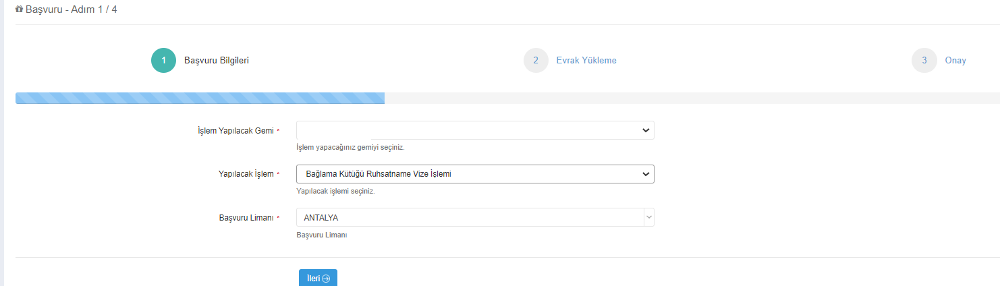 Başvuru - Adım 1 / 4
1 Başvuru Bilgileri
2 Evrak Yükleme
3 Onay
İşlem Yapılacak Gemi *
İşlem yapacağınız gemiyi seçiniz.
Yapılacak İşlem * Bağlama Kütüğü Ruhsatname Vize İşlemi
Yapılacak işlemi seçiniz.
Başvuru Limanı * ANTALYA
Başvuru Limanı
İleri